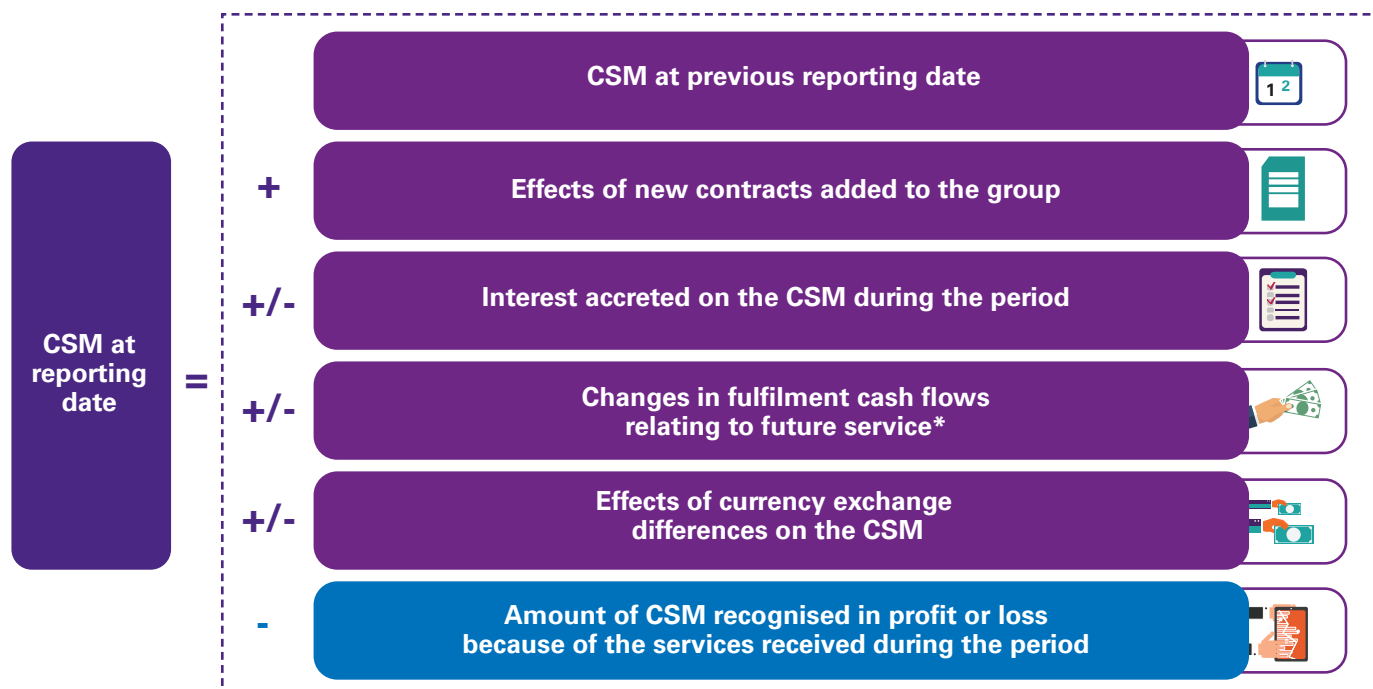 CSM at previous reporting date
1 2
+
Effects of new contracts added to the group
+/-
Interest accreted on the CSM during the period
CSM at
reporting
date
=
+/-
Changes in fulfilment cash flows
relating to future service*
+/-
Effects of currency exchange
differences on the CSM
-
Amount of CSM recognised in profit or loss
because of the services received during the period